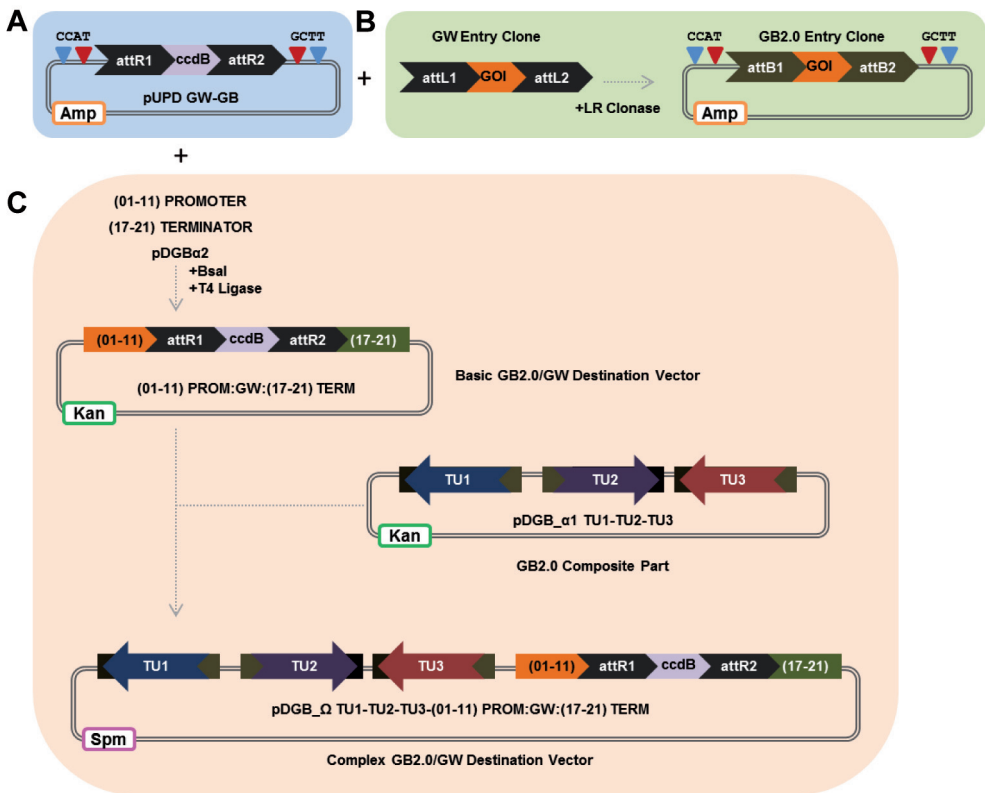 A
CCAT
GCTT
attR1
ccdB
attR2
pUPD GW-GB
Amp
+
B
GW Entry Clone
attL1
GOI
attL2
+LR Clonase
CCAT
GB2.0 Entry Clone
GCTT
attB1
GOI
attB2
Amp
+
C
(01-11) PROMOTER
(17-21) TERMINATOR
pDGBα2
+BsaI
+T4 Ligase
(01-11)
attR1
ccdB
attR2
(17-21)
(01-11) PROM:GW:(17-21) TERM
Kan
Basic GB2.0/GW Destination Vector
TU1
TU2
TU3
pDGB_α1 TU1-TU2-TU3
Kan
GB2.0 Composite Part
TU1
TU2
TU3
(01-11)
attR1
ccdB
attR2
(17-21)
pDGB_Ω TU1-TU2-TU3-(01-11) PROM:GW:(17-21) TERM
Spm
Complex GB2.0/GW Destination Vector